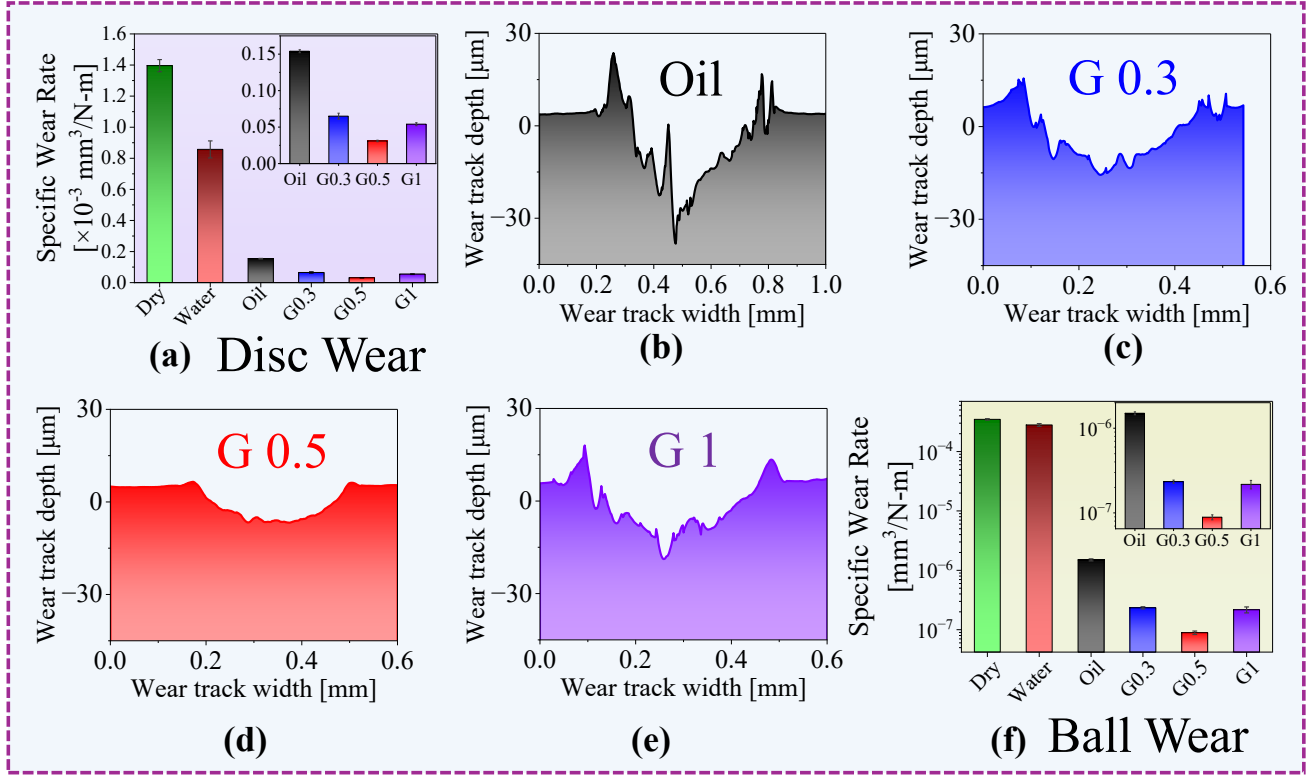 Specific Wear Rate
[×10⁻³ mm³/N-m]
1.6
1.4
1.2
1.0
0.8
0.6
0.4
0.2
0.0
Dry
Water
Oil
G0.3
G0.5
G1
0.15
0.10
0.05
0.00
Oil
G0.3
G0.5
G1
(a) Disc Wear
Wear track depth [μm]
30
0
−30
Oil
0.0 0.2 0.4 0.6 0.8 1.0
Wear track width [mm]
(b)
Wear track depth [μm]
30
0
−30
G 0.3
0.0 0.2 0.4 0.6
Wear track width [mm]
(c)
Wear track depth [μm]
30
0
−30
G 0.5
0.0 0.2 0.4 0.6
Wear track width [mm]
(d)
Wear track depth [μm]
30
0
−30
G 1
0.0 0.2 0.4 0.6
Wear track width [mm]
(e)
Specific Wear Rate
[mm³/N-m]
10⁻⁴
10⁻⁵
10⁻⁶
10⁻⁷
Dry
Water
Oil
G0.3
G0.5
G1
10⁻⁶
10⁻⁷
Oil
G0.3
G0.5
G1
(f) Ball Wear